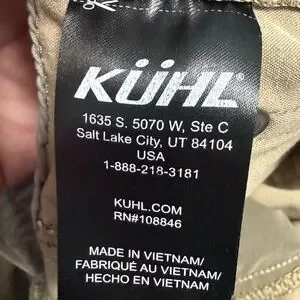 KÜHL
1635 S. 5070 W, Ste C
Salt Lake City, UT 84104
USA
1-888-218-3181
KUHL.COM
RN#108846
MADE IN VIETNAM/
FABRIQUÉ AU VIETNAM/
HECHO EN VIETNAM